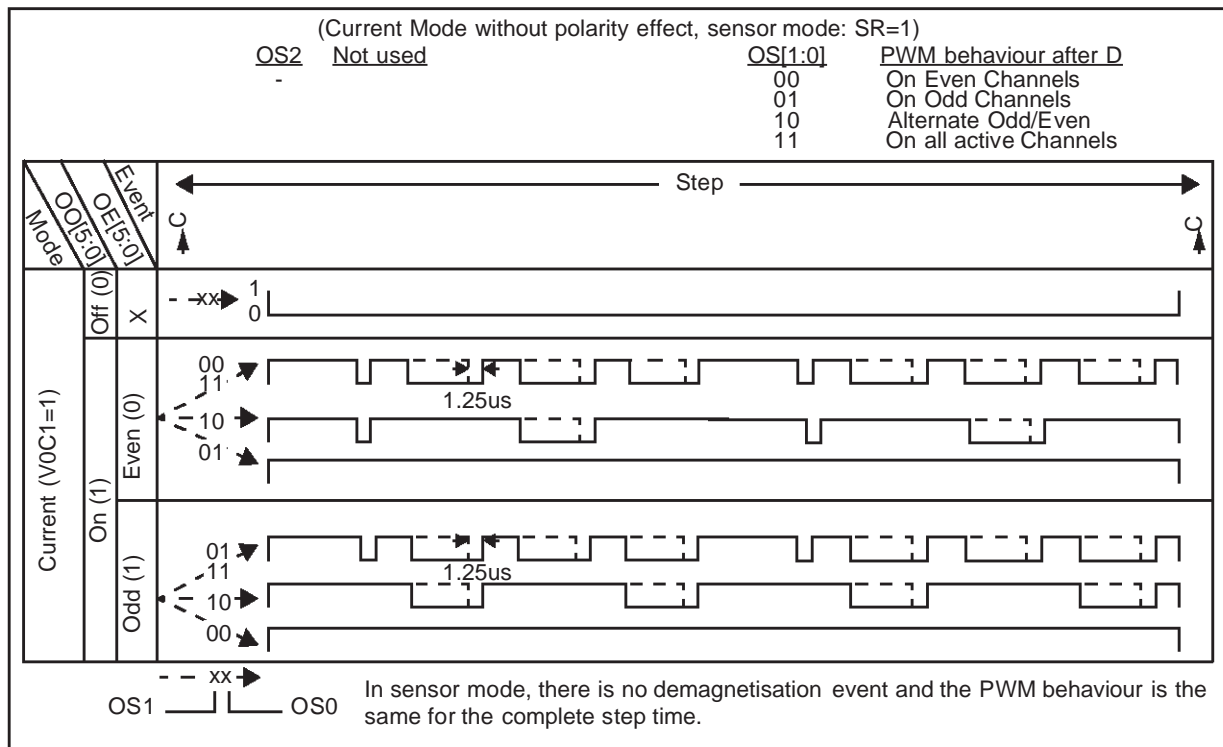 (Current Mode without polarity effect, sensor mode: SR=1)
OS2 Not used OS[1:0] PWM behaviour after D
- 00 On Even Channels
01 On Odd Channels
10 Alternate Odd/Even
11 On all active Channels
Mode OO[5:0] OE[5:0] Event
Step
C C
Current (V0C1=1)
Off (0) X xx 1
0
On (1)
Even (0)
00
11
1.25us
10
01
Odd (1)
01
11
1.25us
10
00
xx
OS1 OS0
In sensor mode, there is no demagnetisation event and the PWM behaviour is the
same for the complete step time.